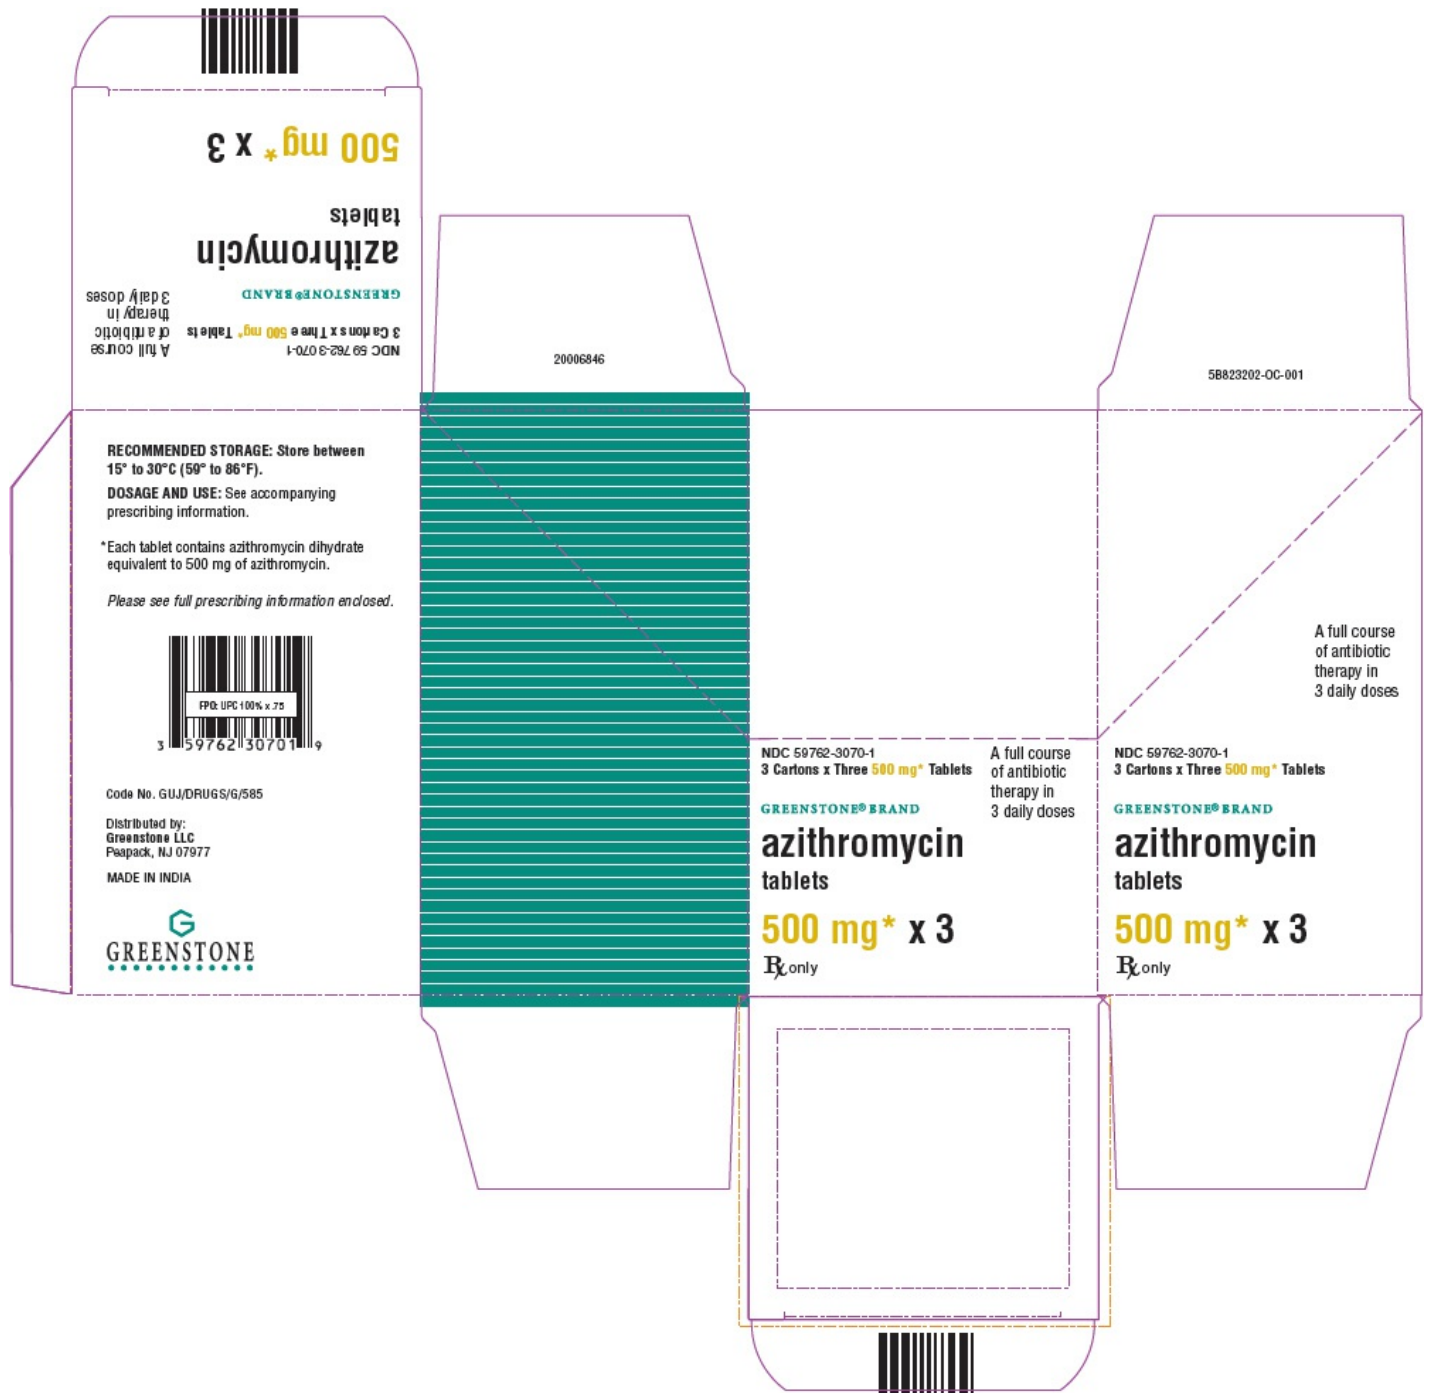 500 mg* x 3
tablets
azithromycin
GREENSTONE® BRAND
3 Cartons x Three 500 mg* Tablets
NDC 59762-3070-1
A full course
of antibiotic
therapy in
3 daily doses
20006846
5B823202-OC-001
RECOMMENDED STORAGE: Store between
15° to 30°C (59° to 86°F).
DOSAGE AND USE: See accompanying
prescribing information.
*Each tablet contains azithromycin dihydrate
equivalent to 500 mg of azithromycin.
Please see full prescribing information enclosed.
FPO: UPC 100% x .75
3 59762 30701 9
Code No. GUJ/DRUGS/G/585
Distributed by:
Greenstone LLC
Peapack, NJ 07977
MADE IN INDIA
G
GREENSTONE
NDC 59762-3070-1
3 Cartons x Three 500 mg* Tablets
A full course
of antibiotic
therapy in
3 daily doses
GREENSTONE® BRAND
azithromycin
tablets
500 mg* x 3
Rx only
A full course
of antibiotic
therapy in
3 daily doses
NDC 59762-3070-1
3 Cartons x Three 500 mg* Tablets
GREENSTONE® BRAND
azithromycin
tablets
500 mg* x 3
Rx only